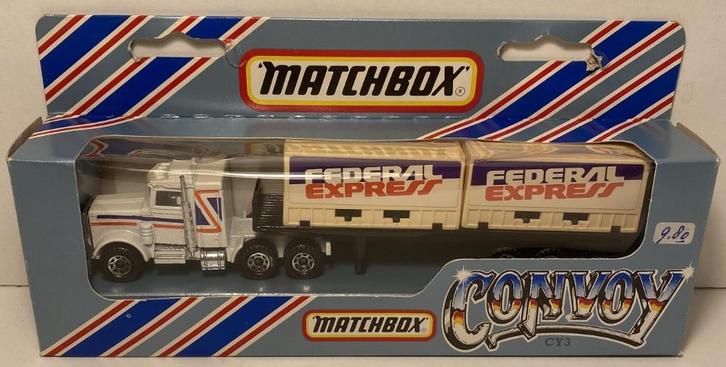 MATCHBOX®
FEDERAL
EXPRESS
FEDERAL
EXPRESS
9.80
MATCHBOX®
CONVOY
CY3